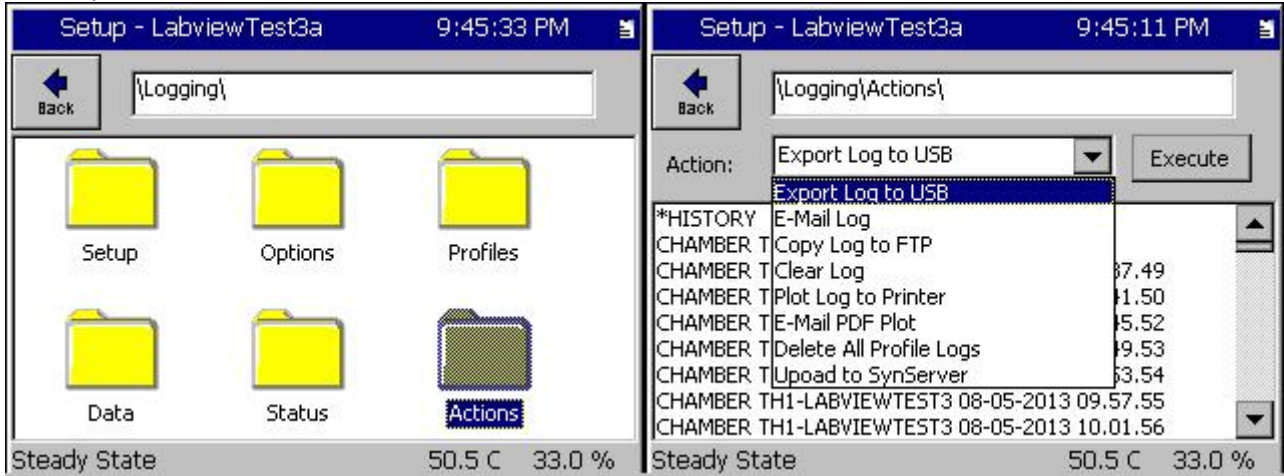 Setup - LabviewTest3a 9:45:33 PM
Back \Logging\
Setup Options Profiles
Data Status Actions
Steady State 50.5 C 33.0 %
Setup - LabviewTest3a 9:45:11 PM
Back \Logging\Actions\
Action: Export Log to USB Execute
Export Log to USB
*HISTORY E-Mail Log
CHAMBER T Copy Log to FTP
CHAMBER T Clear Log 37.49
CHAMBER T Plot Log to Printer 41.50
CHAMBER T E-Mail PDF Plot 45.52
CHAMBER T Delete All Profile Logs 49.53
CHAMBER T Upoad to SynServer 53.54
CHAMBER TH1-LABVIEWTEST3 08-05-2013 09.57.55
CHAMBER TH1-LABVIEWTEST3 08-05-2013 10.01.56
Steady State 50.5 C 33.0 %